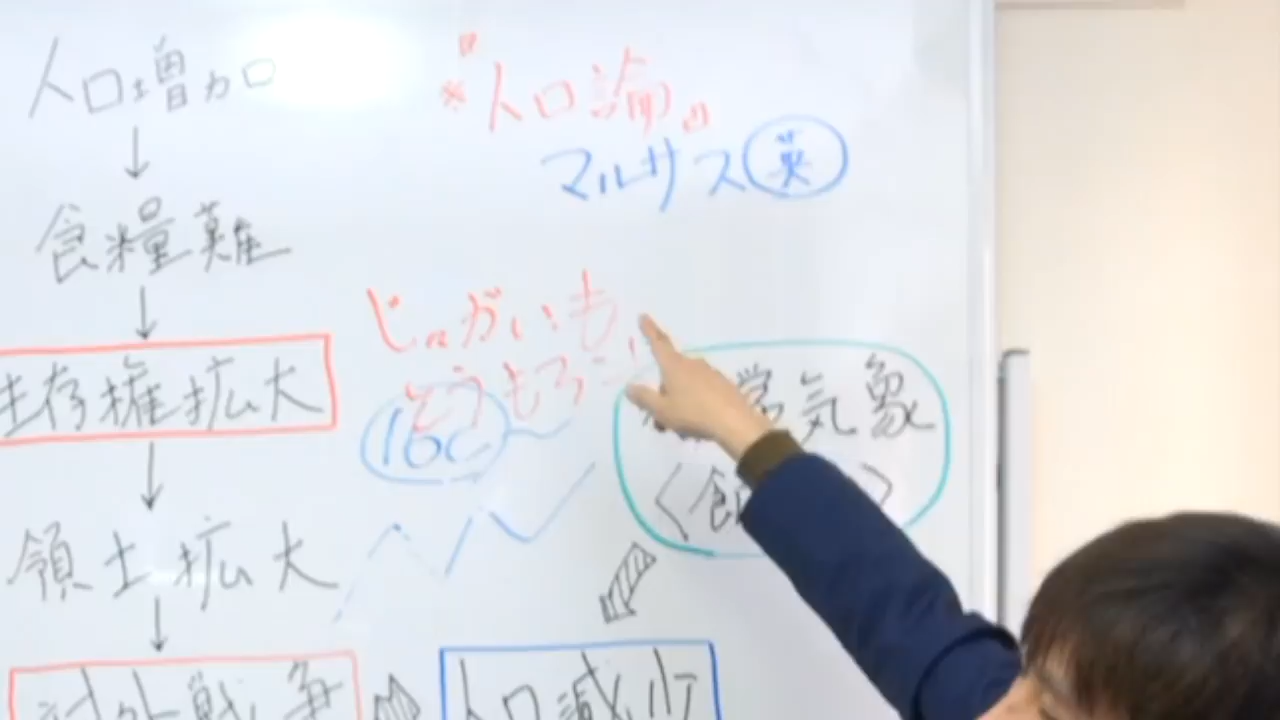 人口増加
↓
食糧難
↓
生存権拡大
↓
領土拡大
↓
対外戦争
※『人口論』
マルサス 英
じゃがいも
とうもろこ
16C
常気象
人口減少